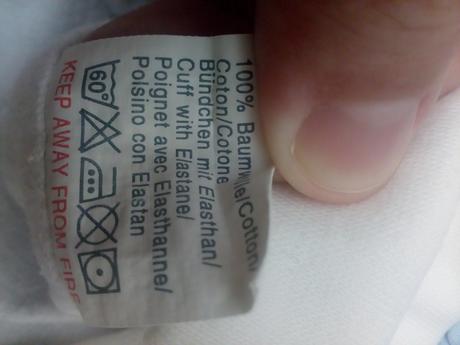 100% Baumwolle/Cotton/
Coton/Cotone
Bündchen mit Elasthan/
Cuff with Elastane/
Poignet avec Elasthanne/
Polsino con Elastan
60°
KEEP AWAY FROM FIRE